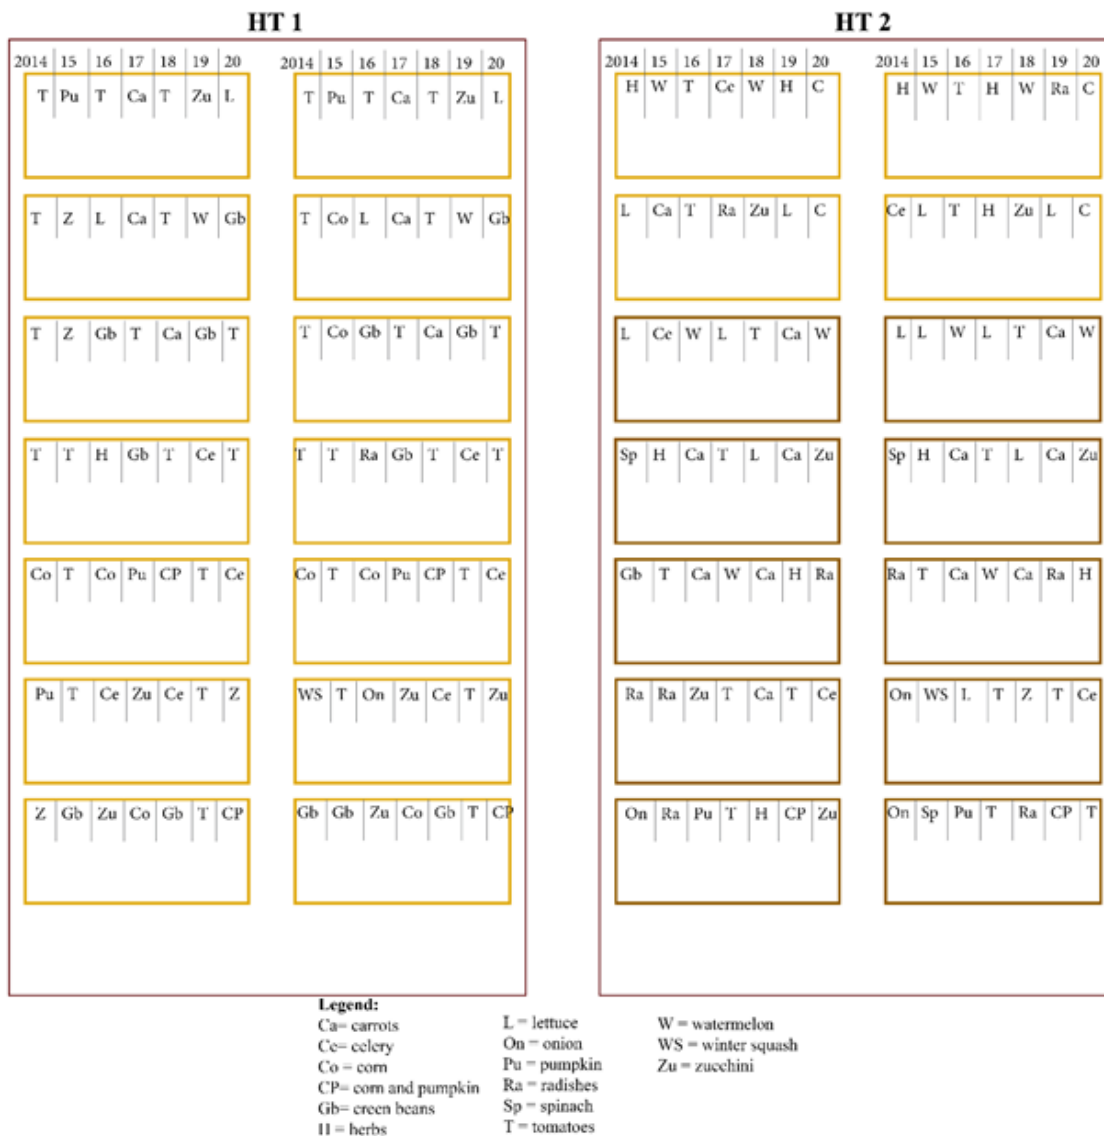 HT 1 HT 2
2014 15 16 17 18 19 20 2014 15 16 17 18 19 20 2014 15 16 17 18 19 20 2014 15 16 17 18 19 20
T Pu T Ca T Zu L T Pu T Ca T Zu L H W T Ce W H C H W T H W Ra C
T Z L Ca T W Gb T Co L Ca T W Gb L Ca T Ra Zu L C Ce L T H Zu L C
T Z Gb T Ca Gb T T Co Gb T Ca Gb T L Ce W L T Ca W L L W L T Ca W
T T H Gb T Ce T T T Ra Gb T Ce T Sp H Ca T L Ca Zu Sp H Ca T L Ca Zu
Co T Co Pu CP T Ce Co T Co Pu CP T Ce Gb T Ca W Ca H Ra Ra T Ca W Ca Ra H
Pu T Ce Zu Ce T Z WS T On Zu Ce T Zu Ra Ra Zu T Ca T Ce On WS L T Z T Ce
Z Gb Zu Co Gb T CP Gb Gb Zu Co Gb T CP On Ra Pu T H CP Zu On Sp Pu T Ra CP T
Legend:
Ca= carrots L = lettuce W = watermelon
Ce= celery On = onion WS = winter squash
Co = corn Pu = pumpkin Zu = zucchini
CP= corn and pumpkin Ra = radishes
Gb= creen beans Sp = spinach
H = herbs T = tomatoes